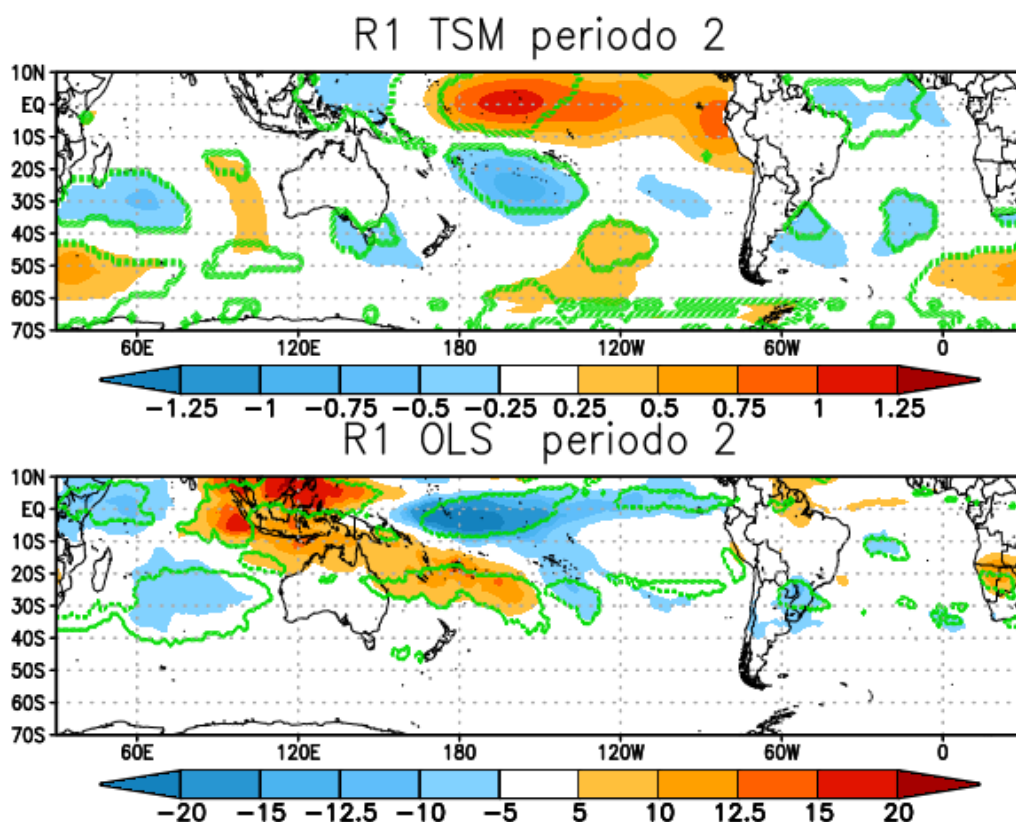 R1 TSM periodo 2
10N
EQ
10S
20S
30S
40S
50S
60S
70S
60E 120E 180 120W 60W 0
−1.25 −1 −0.75 −0.5 −0.25 0.25 0.5 0.75 1 1.25
R1 OLS periodo 2
10N
EQ
10S
20S
30S
40S
50S
60S
70S
60E 120E 180 120W 60W 0
−20 −15 −12.5 −10 −5 5 10 12.5 15 20